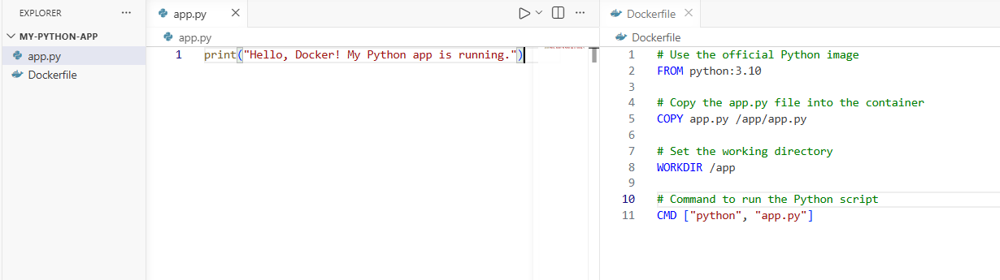 EXPLORER
MY-PYTHON-APP
app.py
Dockerfile
app.py
app.py
1 print("Hello, Docker! My Python app is running.")
Dockerfile
Dockerfile
1 # Use the official Python image
2 FROM python:3.10
3
4 # Copy the app.py file into the container
5 COPY app.py /app/app.py
6
7 # Set the working directory
8 WORKDIR /app
9
10 # Command to run the Python script
11 CMD ["python", "app.py"]